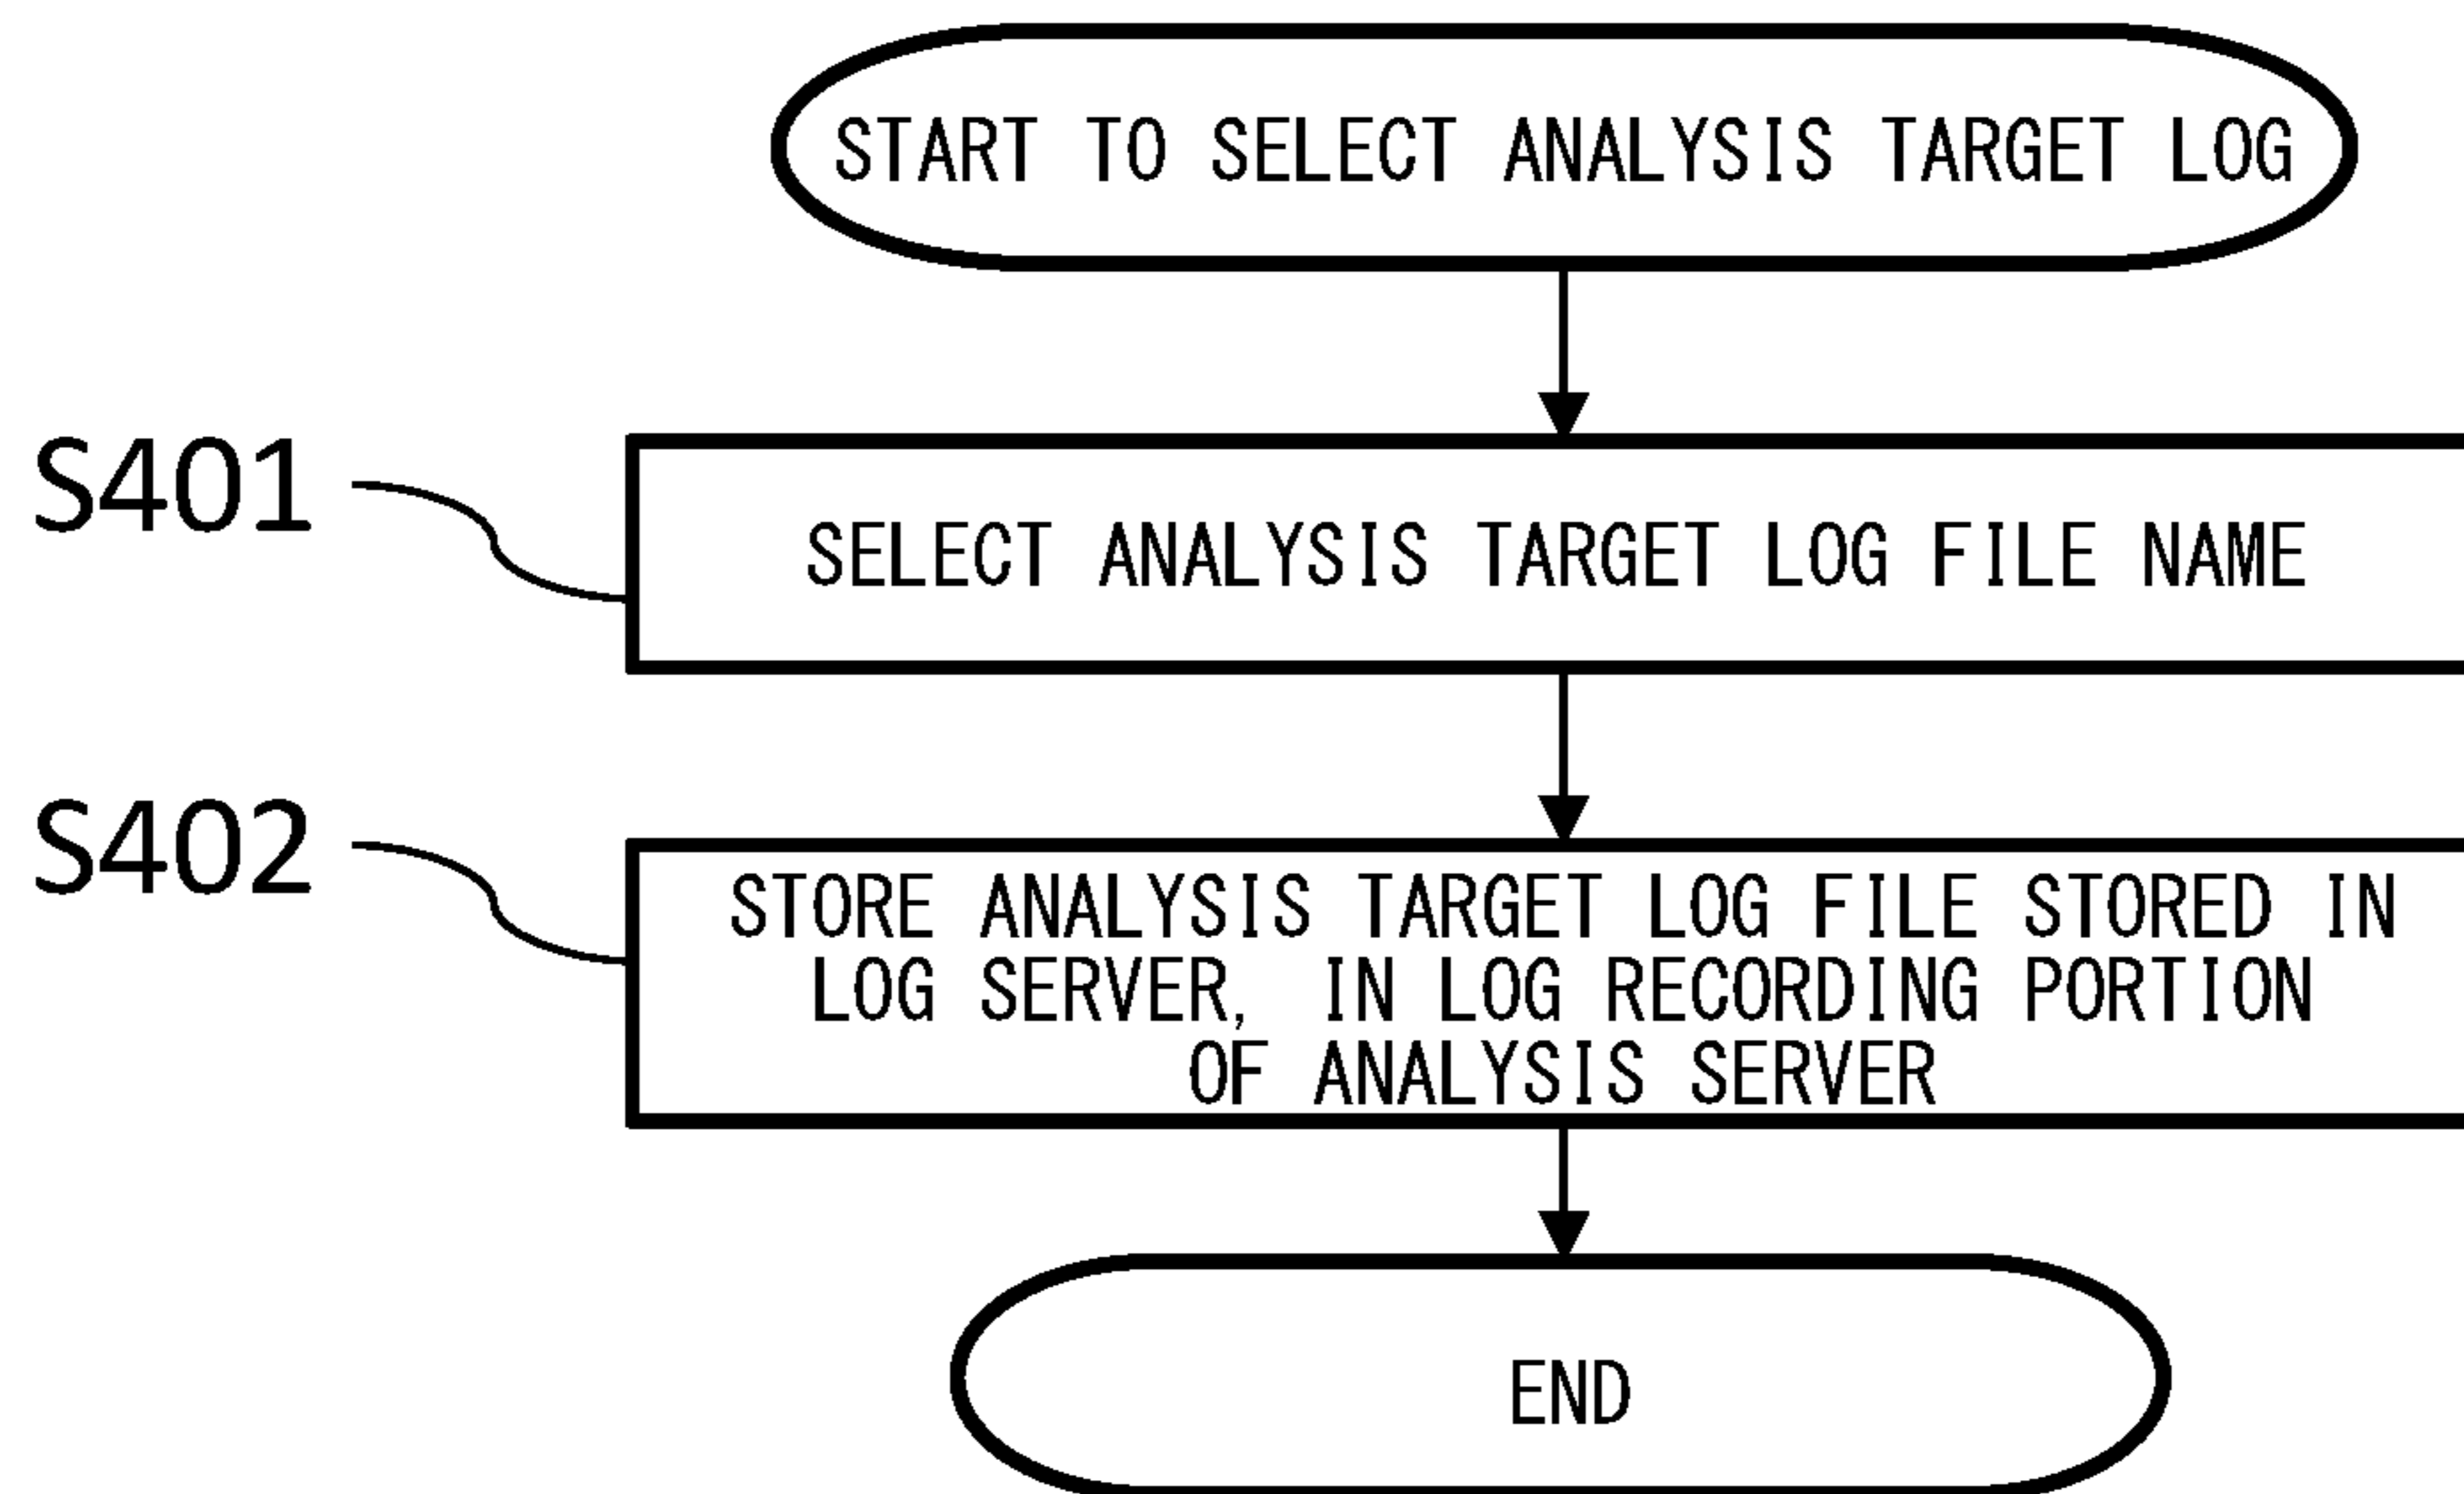 START TO SELECT ANALYSIS TARGET LOG
S401
SELECT ANALYSIS TARGET LOG FILE NAME
S402
STORE ANALYSIS TARGET LOG FILE STORED IN
LOG SERVER, IN LOG RECORDING PORTION
OF ANALYSIS SERVER
END